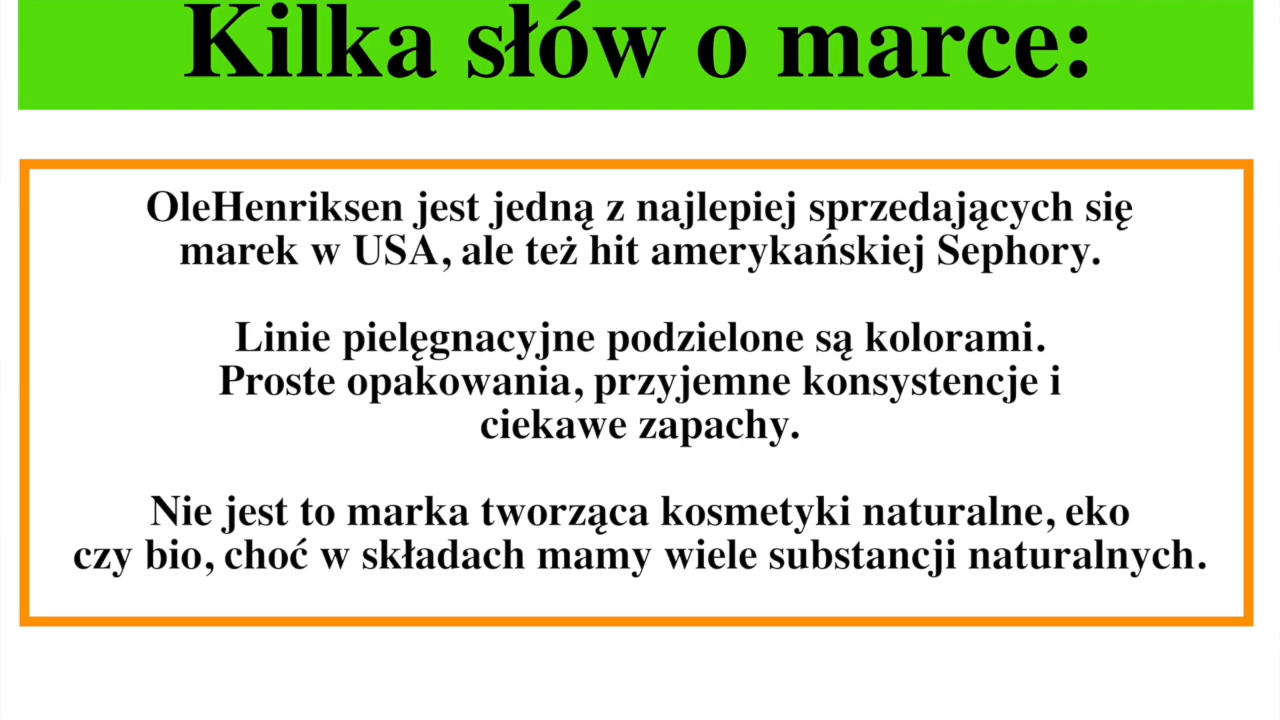 Kilka słów o marce:
OleHenriksen jest jedną z najlepiej sprzedających się
marek w USA, ale też hit amerykańskiej Sephory.
Linie pielęgnacyjne podzielone są kolorami.
Proste opakowania, przyjemne konsystencje i
ciekawe zapachy.
Nie jest to marka tworząca kosmetyki naturalne, eko
czy bio, choć w składach mamy wiele substancji naturalnych.